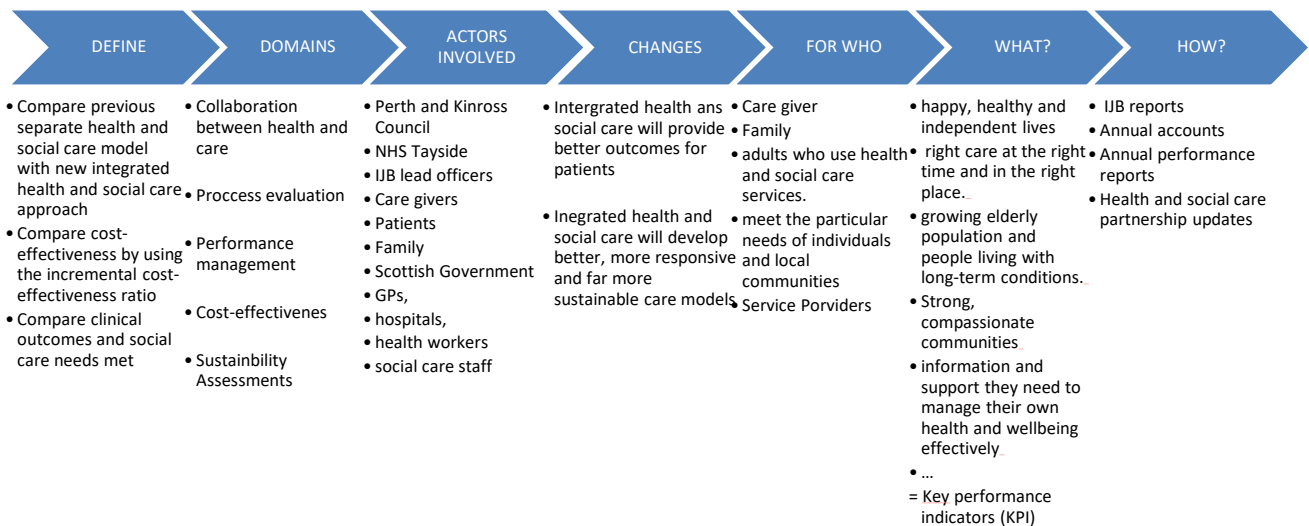 DEFINE
DOMAINS
ACTORS
INVOLVED
CHANGES
FOR WHO
WHAT?
HOW?
• Compare previous
separate health and
social care model
with new integrated
health and social care
approach
• Compare cost-
effectiveness by using
the incremental cost-
effectiveness ratio
• Compare clinical
outcomes and social
care needs met
• Collaboration
between health and
care
• Proccess evaluation
• Performance
management
• Cost-effectivenes
• Sustainbility
Assessments
• Perth and Kinross
Council
• NHS Tayside
• IJB lead officers
• Care givers
• Patients
• Family
• Scottish Government
• GPs,
• hospitals,
• health workers
• social care staff
• Intergrated health ans
social care will provide
better outcomes for
patients
• Inegrated health and
social care will develop
better, more responsive
and far more
sustainable care models
• Care giver
• Family
• adults who use health
and social care
services.
• meet the particular
needs of individuals
and local
communities
• Service Porviders
• happy, healthy and
independent lives
• right care at the right
time and in the right
place.
• growing elderly
population and
people living with
long-term conditions.
• Strong,
compassionate
communities
• information and
support they need to
manage their own
health and wellbeing
effectively
• ...
= Key performance
indicators (KPI)
• IJB reports
• Annual accounts
• Annual performance
reports
• Health and social care
partnership updates